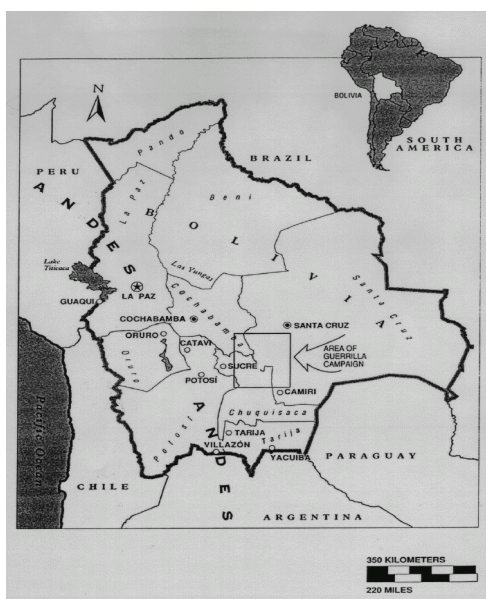 BOLIVIA
SOUTH
AMERICA
N
PERU
BRAZIL
Pando
ANDES
La Paz
Beni
BOLIVIA
Lake
Titicaca
Las Yungas
Santa Cruz
GUAQUI
LA PAZ
Cochabamba
COCHABAMBA
SANTA CRUZ
ORURO
CATAVI
AREA OF
GUERRILLA
CAMPAIGN
Oruro
SUCRE
POTOSÍ
CAMIRI
Chuquisaca
Potosí
ANDES
TARIJA
Tarija
VILLAZÓN
YACUIBA
PARAGUAY
Pacific Ocean
CHILE
ARGENTINA
350 KILOMETERS
220 MILES